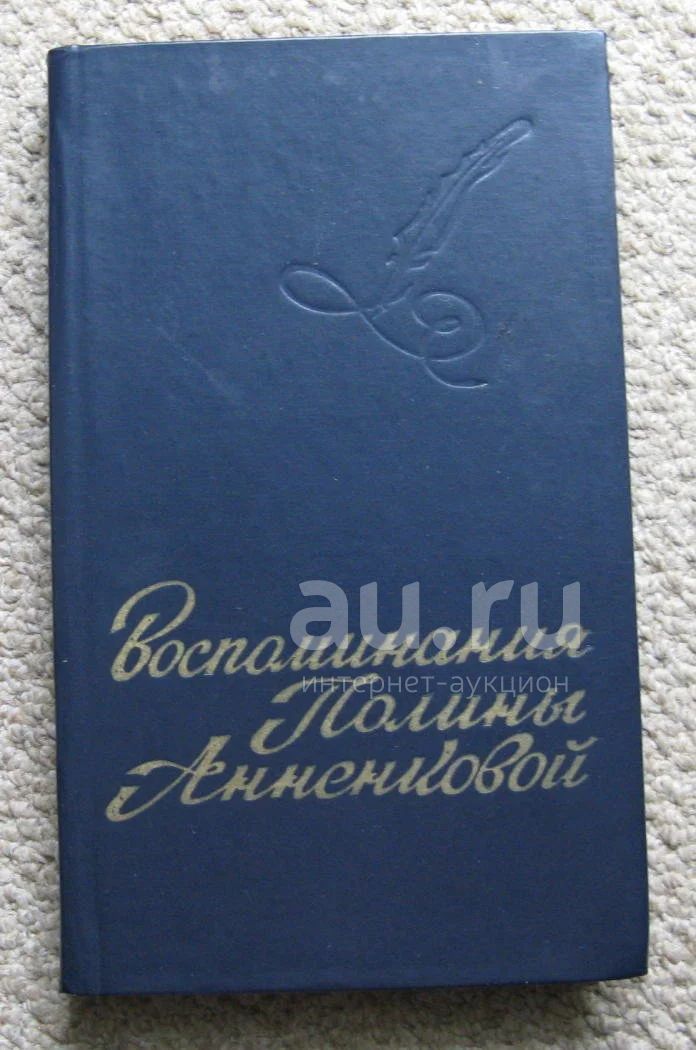 au.ru
интернет-аукцион
Воспоминания
Полины
Анненковой